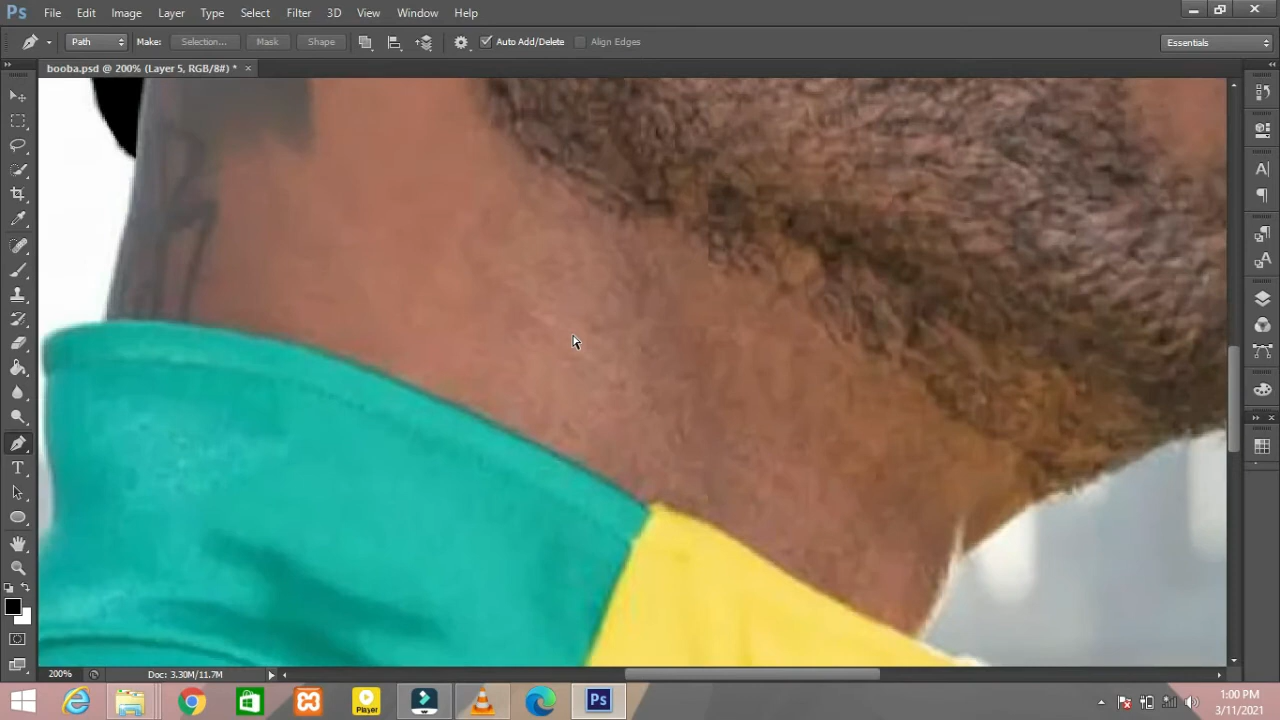 Ps File Edit Image Layer Type Select Filter 3D View Window Help
Path Make: Selection... Mask Shape Auto Add/Delete Align Edges Essentials
booba.psd @ 200% (Layer 5, RGB/8#) * ×
200% Doc: 3.30M/11.7M
Player Ps 1:00 PM
3/11/2021